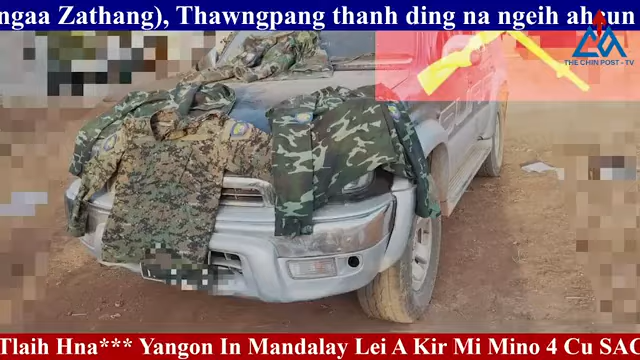 ngaa Zathang), Thawngpang thanh ding na ngeih ah un
THE CHIN POST - TV
Tlaih Hna*** Yangon In Mandalay Lei A Kir Mi Mino 4 Cu SAC